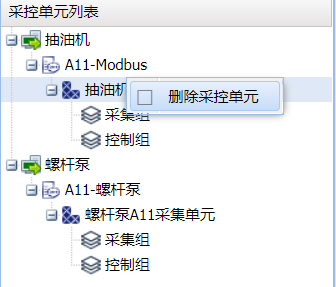 采控单元列表
抽油机
A11-Modbus
抽油机
删除采控单元
采集组
控制组
螺杆泵
A11-螺杆泵
螺杆泵A11采集单元
采集组
控制组